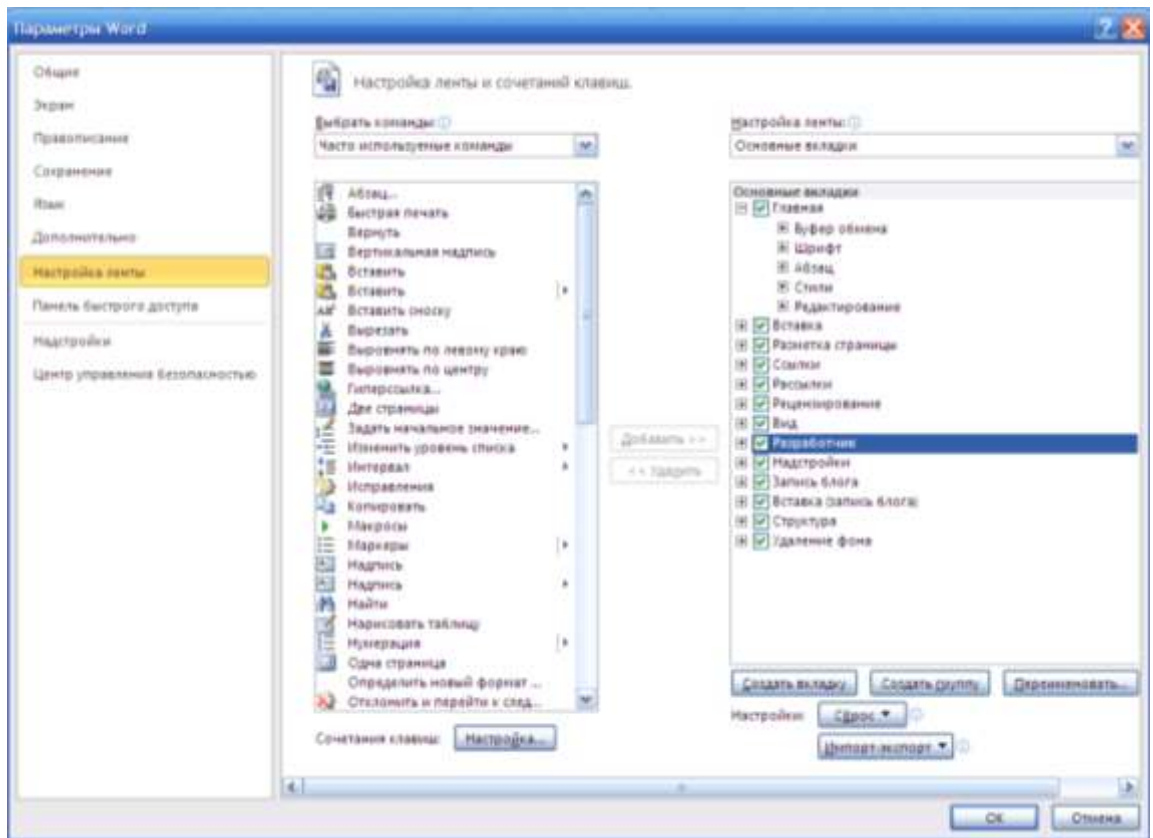 Параметры Word
Общие
Экран
Правописание
Сохранение
Язык
Дополнительно
Настройка ленты
Панель быстрого доступа
Надстройки
Центр управления безопасностью
Настройка ленты и сочетаний клавиш.
Выбрать команды:
Часто используемые команды
Абзац...
Быстрая печать
Вернуть
Вертикальная надпись
Вставить
Вставить
Вставить сноску
Вырезать
Выровнять по левому краю
Выровнять по центру
Гиперссылка...
Две страницы
Задать начальное значение...
Изменить уровень списка
Интервал
Исправления
Копировать
Макросы
Маркеры
Надпись
Надпись
Найти
Нарисовать таблицу
Нумерация
Одна страница
Определить новый формат ...
Отклонить и перейти к след...
Сочетания клавиш:
Настройка...
Добавить >>
<< Удалить
Настройка ленты:
Основные вкладки
Основные вкладки
Главная
Буфер обмена
Шрифт
Абзац
Стили
Редактирование
Вставка
Разметка страницы
Ссылки
Рассылки
Рецензирование
Вид
Разработчик
Надстройки
Запись блога
Вставка (запись блога)
Структура
Удаление фона
Создать вкладку
Создать группу
Переименовать...
Настройки:
Сброс
Импорт-экспорт
ОК
Отмена